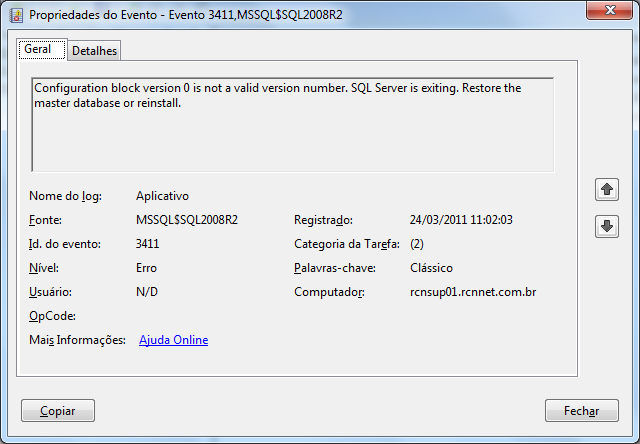 Propriedades do Evento - Evento 3411,MSSQL$SQL2008R2
Geral Detalhes
Configuration block version 0 is not a valid version number. SQL Server is exiting. Restore the
master database or reinstall.
Nome do log: Aplicativo
Fonte: MSSQL$SQL2008R2 Registrado: 24/03/2011 11:02:03
Id. do evento: 3411 Categoria da Tarefa: (2)
Nível: Erro Palavras-chave: Clássico
Usuário: N/D Computador: rcnsup01.rcnnet.com.br
OpCode:
Mais Informações: Ajuda Online
Copiar Fechar